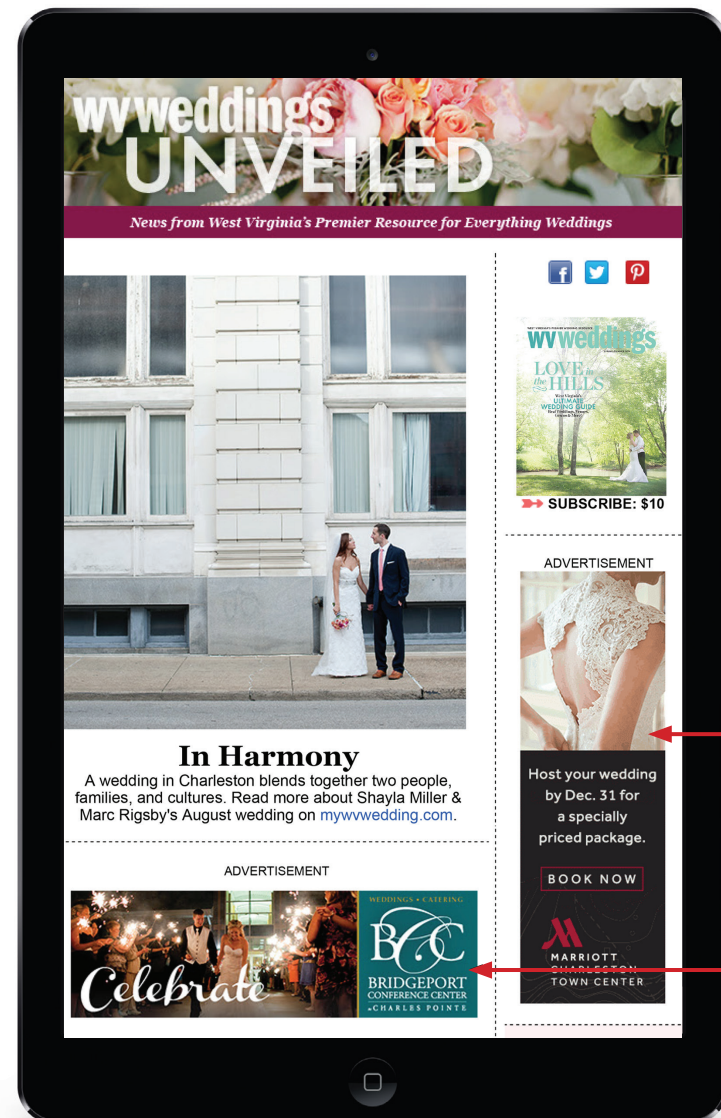 wvweddings
UNVEILED
News from West Virginia's Premier Resource for Everything Weddings
In Harmony
A wedding in Charleston blends together two people,
families, and cultures. Read more about Shayla Miller &
Marc Rigsby's August wedding on mywvwedding.com.
ADVERTISEMENT
Celebrate
WEDDINGS • CATERING
BCC
BRIDGEPORT
CONFERENCE CENTER
AT CHARLES POINTE
wvweddings
LOVE in
the HILLS
West Virginia's
ULTIMATE
WEDDING GUIDE
SUBSCRIBE: $10
ADVERTISEMENT
Host your wedding
by Dec. 31 for
a specially
priced package.
BOOK NOW
MARRIOTT
CHARLESTON
TOWN CENTER